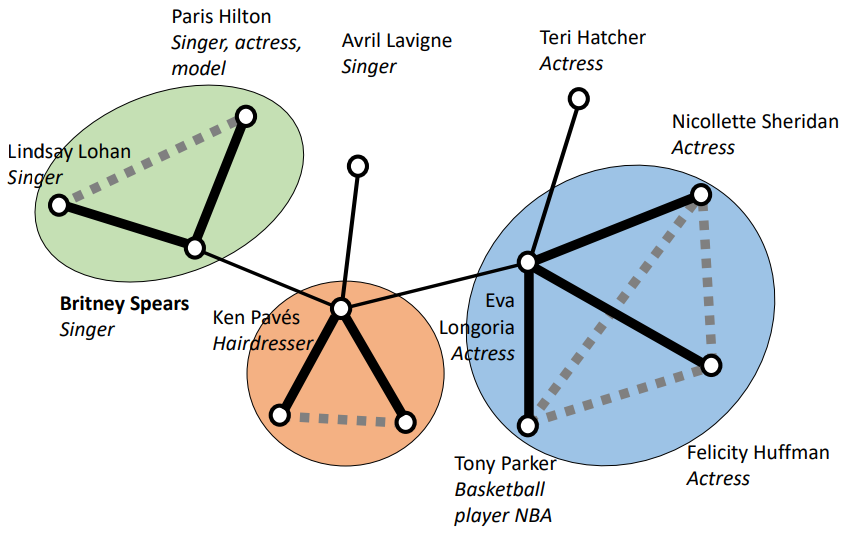 Paris Hilton
Singer, actress,
model
Avril Lavigne
Singer
Teri Hatcher
Actress
Nicollette Sheridan
Actress
Lindsay Lohan
Singer
Britney Spears
Singer
Ken Pavés
Hairdresser
Eva
Longoria
Actress
Tony Parker
Basketball
player NBA
Felicity Huffman
Actress